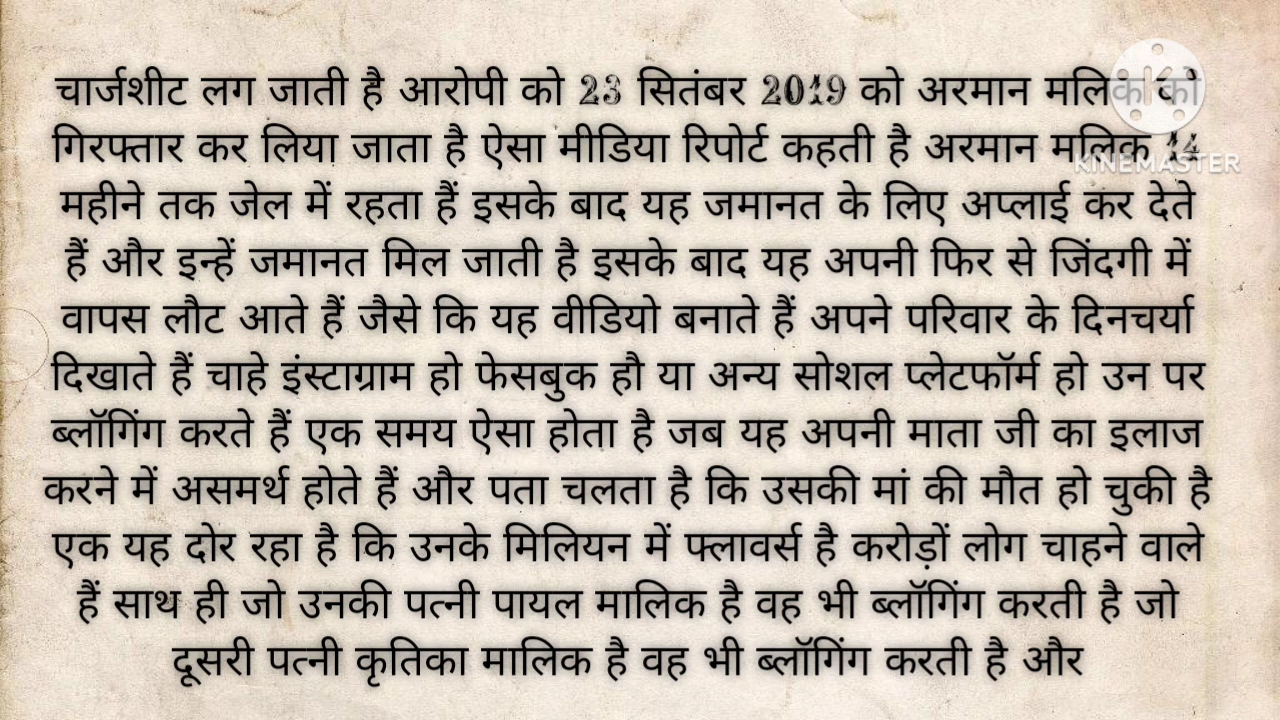 चार्जशीट लग जाती है आरोपी को 23 सितंबर 2019 को अरमान मलिक को
गिरफ्तार कर लिया जाता है ऐसा मीडिया रिपोर्ट कहती है अरमान मलिक 14
KINEMASTER
महीने तक जेल में रहता हैं इसके बाद यह जमानत के लिए अप्लाई कर देते
हैं और इन्हें जमानत मिल जाती है इसके बाद यह अपनी फिर से जिंदगी में
वापस लौट आते हैं जैसे कि यह वीडियो बनाते हैं अपने परिवार के दिनचर्या
दिखाते हैं चाहे इंस्टाग्राम हो फेसबुक हौ या अन्य सोशल प्लेटफॉर्म हो उन पर
ब्लॉगिंग करते हैं एक समय ऐसा होता है जब यह अपनी माता जी का इलाज
करने में असमर्थ होते हैं और पता चलता है कि उसकी मां की मौत हो चुकी है
एक यह दोर रहा है कि उनके मिलियन में फ्लावर्स है करोड़ों लोग चाहने वाले
हैं साथ ही जो उनकी पत्नी पायल मालिक है वह भी ब्लॉगिंग करती है जो
दूसरी पत्नी कृतिका मालिक है वह भी ब्लॉगिंग करती है और